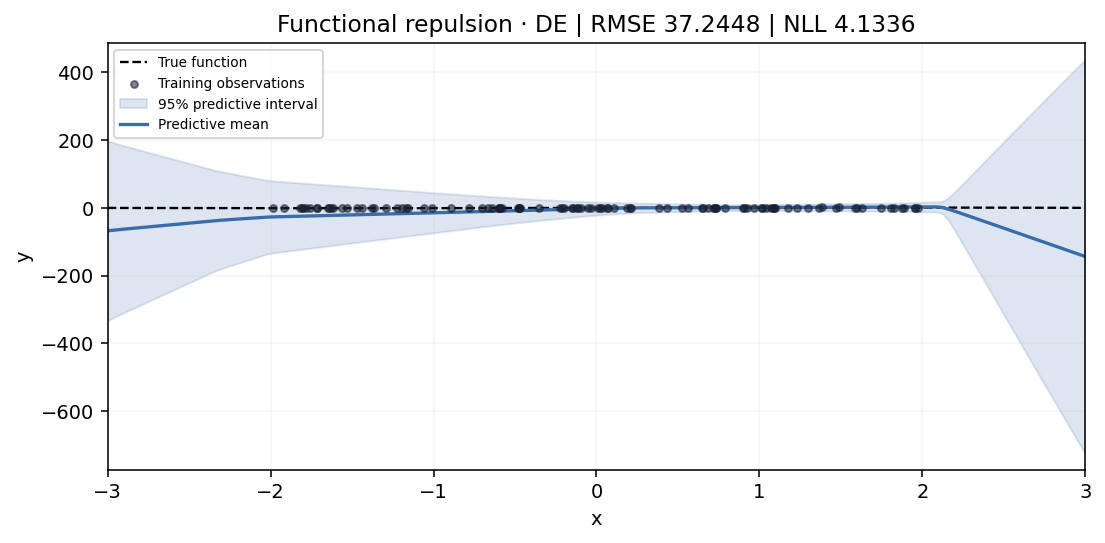 Functional repulsion · DE | RMSE 37.2448 | NLL 4.1336
True function
Training observations
95% predictive interval
Predictive mean
400
200
0
−200
−400
−600
y
−3 −2 −1 0 1 2 3
x